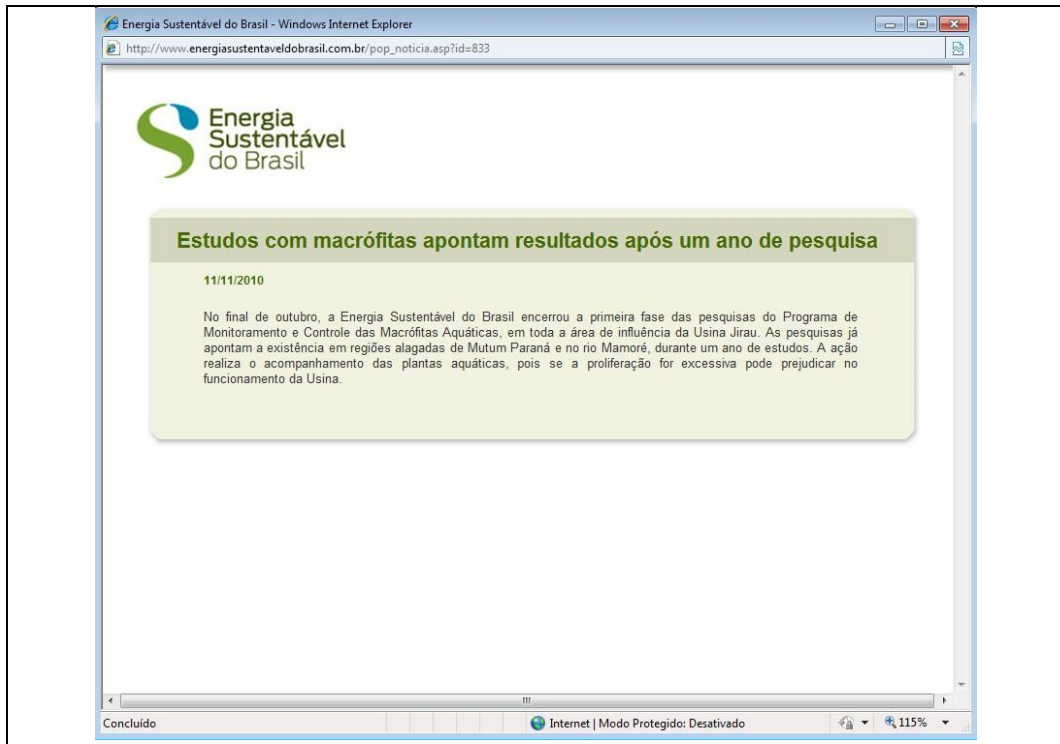 Energia Sustentável do Brasil - Windows Internet Explorer
http://www.energiasustentaveldobrasil.com.br/pop_noticia.asp?id=833
Energia
Sustentável
do Brasil
Estudos com macrófitas apontam resultados após um ano de pesquisa
11/11/2010
No final de outubro, a Energia Sustentável do Brasil encerrou a primeira fase das pesquisas do Programa de
Monitoramento e Controle das Macrófitas Aquáticas, em toda a área de influência da Usina Jirau. As pesquisas já
apontam a existência em regiões alagadas de Mutum Paraná e no rio Mamoré, durante um ano de estudos. A ação
realiza o acompanhamento das plantas aquáticas, pois se a proliferação for excessiva pode prejudicar no
funcionamento da Usina.
Concluído
Internet | Modo Protegido: Desativado
115%